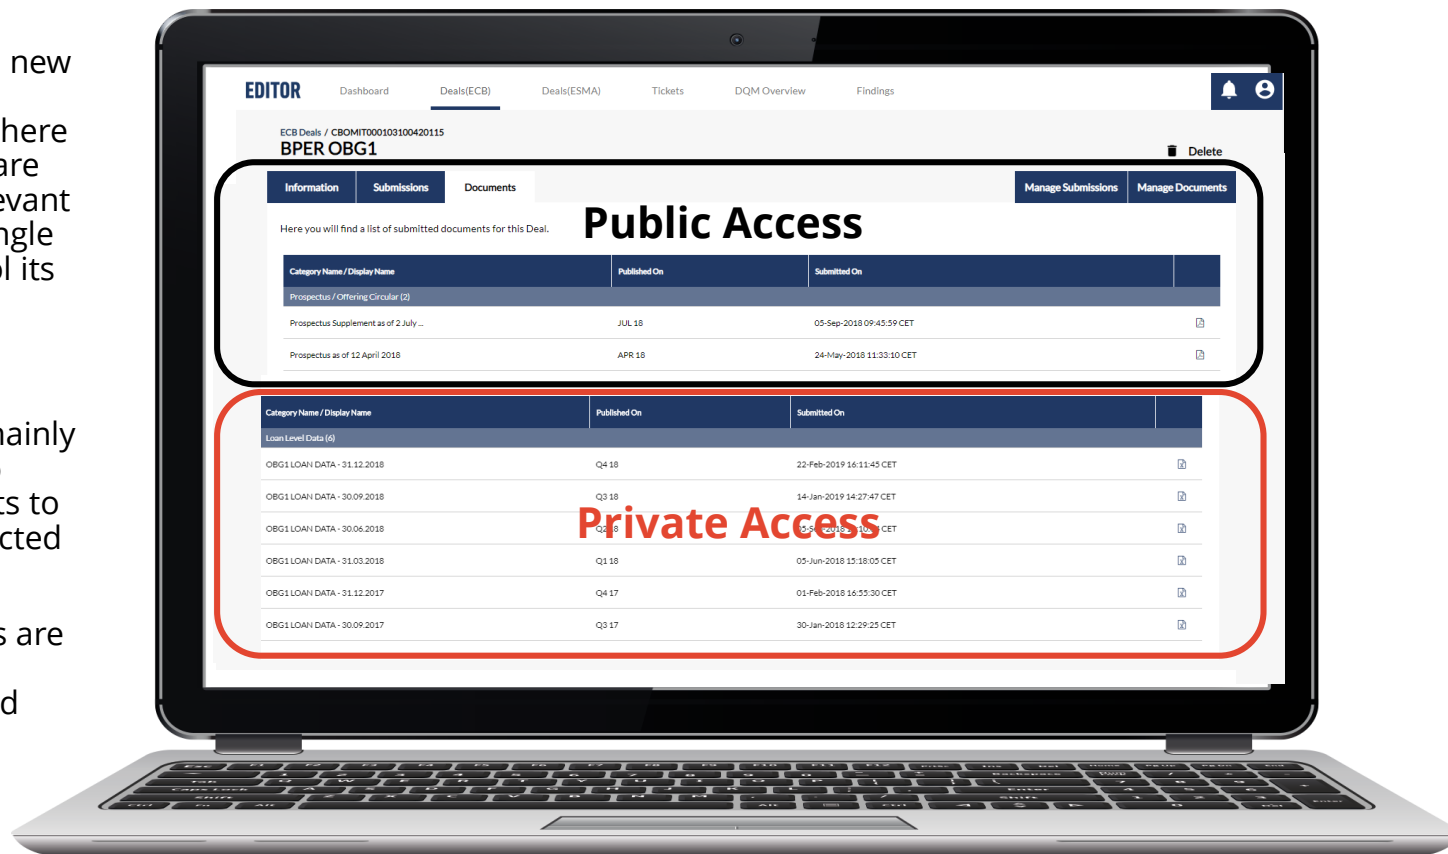 new
here
are
evant
ngle
ol its
nainly
ts to
cted
s are
d
EDITOR Dashboard Deals(ECB) Deals(ESMA) Tickets DQM Overview Findings
ECB Deals / CBOMIT000103100420115
BPER OBG1
Delete
Information Submissions Documents Manage Submissions Manage Documents
Public Access
Here you will find a list of submitted documents for this Deal.
Category Name / Display Name Published On Submitted On
Prospectus / Offering Circular (2)
Prospectus Supplement as of 2 July ... JUL 18 05-Sep-2018 09:45:59 CET
Prospectus as of 12 April 2018 APR 18 24-May-2018 11:33:10 CET
Category Name / Display Name Published On Submitted On
Loan Level Data (6)
OBG1 LOAN DATA - 31.12.2018 Q4 18 22-Feb-2019 16:11:45 CET
OBG1 LOAN DATA - 30.09.2018 Q3 18 14-Jan-2019 14:27:47 CET
Private Access
OBG1 LOAN DATA - 30.06.2018 CET
OBG1 LOAN DATA - 31.03.2018 Q1 18 05-Jun-2018 15:18:05 CET
OBG1 LOAN DATA - 31.12.2017 Q4 17 01-Feb-2018 16:55:30 CET
OBG1 LOAN DATA - 30.09.2017 Q3 17 30-Jan-2018 12:29:25 CET